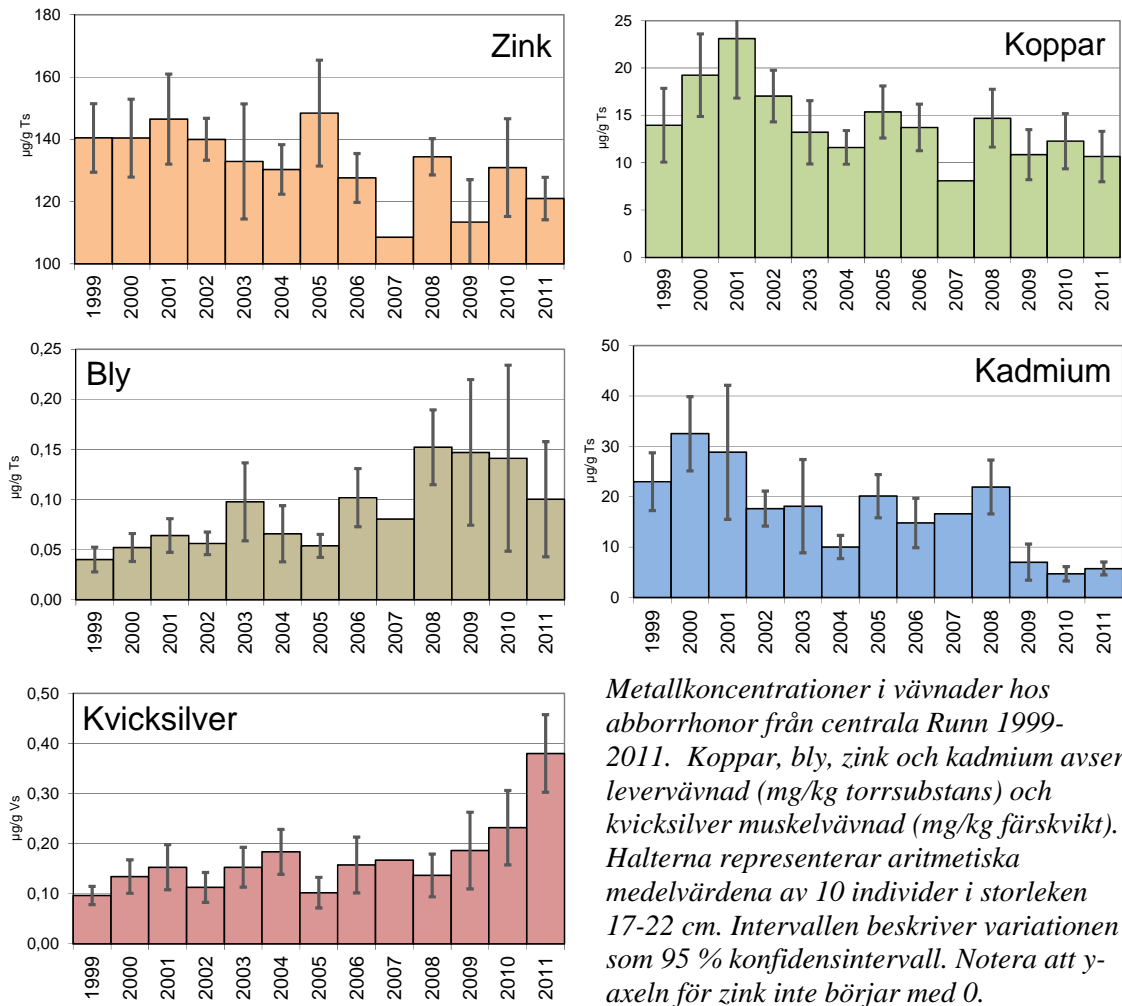 Zink
180
160
140
120
100
µg/g Ts
1999 2000 2001 2002 2003 2004 2005 2006 2007 2008 2009 2010 2011
Koppar
25
20
15
10
5
0
µg/g Ts
1999 2000 2001 2002 2003 2004 2005 2006 2007 2008 2009 2010 2011
Bly
0,25
0,20
0,15
0,10
0,05
0,00
µg/g Ts
1999 2000 2001 2002 2003 2004 2005 2006 2007 2008 2009 2010 2011
Kadmium
50
40
30
20
10
0
µg/g Ts
1999 2000 2001 2002 2003 2004 2005 2006 2007 2008 2009 2010 2011
Kvicksilver
0,50
0,40
0,30
0,20
0,10
0,00
µg/g Vs
1999 2000 2001 2002 2003 2004 2005 2006 2007 2008 2009 2010 2011
Metallkoncentrationer i vävnader hos
abborrhonor från centrala Runn 1999-
2011. Koppar, bly, zink och kadmium avser
levervävnad (mg/kg torrsubstans) och
kvicksilver muskelvävnad (mg/kg färskvikt).
Halterna representerar aritmetiska
medelvärdena av 10 individer i storleken
17-22 cm. Intervallen beskriver variationen
som 95 % konfidensintervall. Notera att y-
axeln för zink inte börjar med 0.